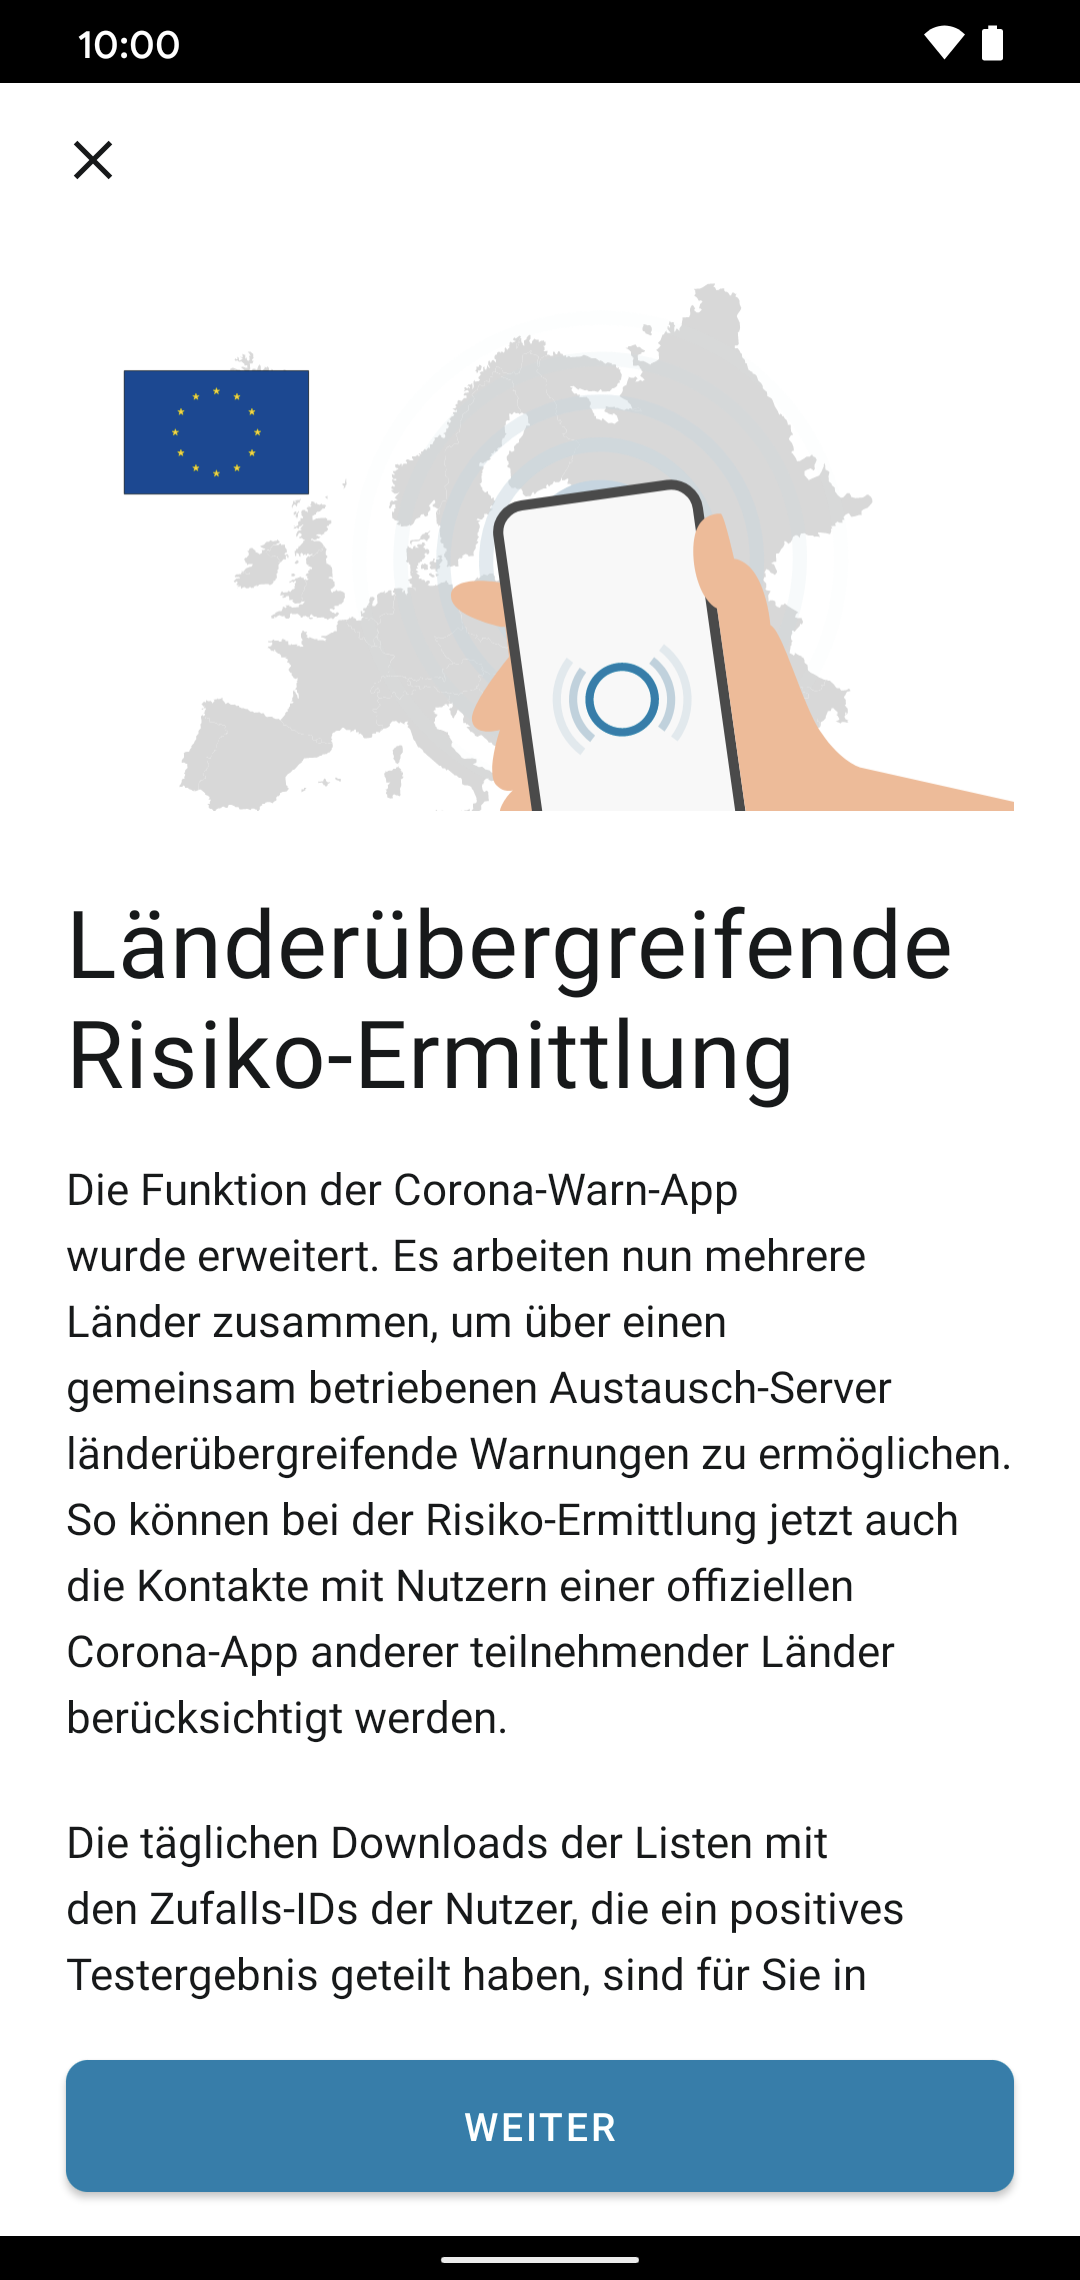 10:00
Länderübergreifende
Risiko-Ermittlung
Die Funktion der Corona-Warn-App
wurde erweitert. Es arbeiten nun mehrere
Länder zusammen, um über einen
gemeinsam betriebenen Austausch-Server
länderübergreifende Warnungen zu ermöglichen.
So können bei der Risiko-Ermittlung jetzt auch
die Kontakte mit Nutzern einer offiziellen
Corona-App anderer teilnehmender Länder
berücksichtigt werden.
Die täglichen Downloads der Listen mit
den Zufalls-IDs der Nutzer, die ein positives
Testergebnis geteilt haben, sind für Sie in
WEITER